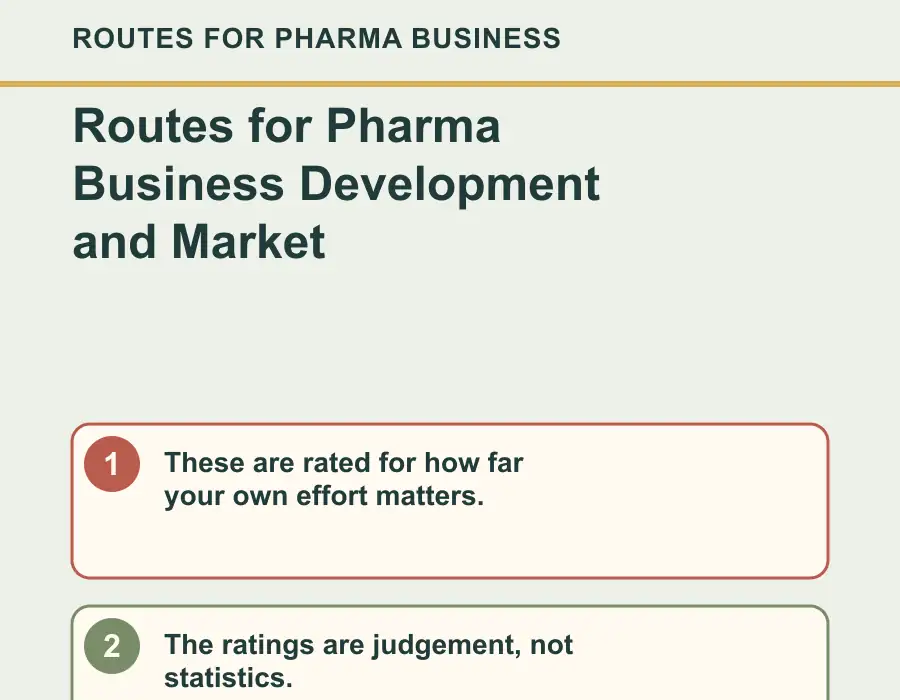 ROUTES FOR PHARMA BUSINESS
Routes for Pharma
Business Development
and Market
1
These are rated for how far
your own effort matters.
2
The ratings are judgement, not
statistics.